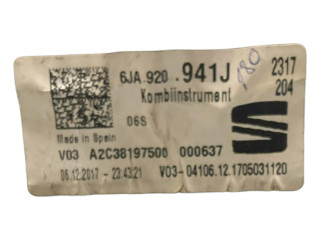 6JA.920.941J 2317
180
Kombiinstrument 204
06S
Made in Spain
V03 A2C38197500 000637
06.12.2017 - 23:43:21 V03-04106.12.1705031120